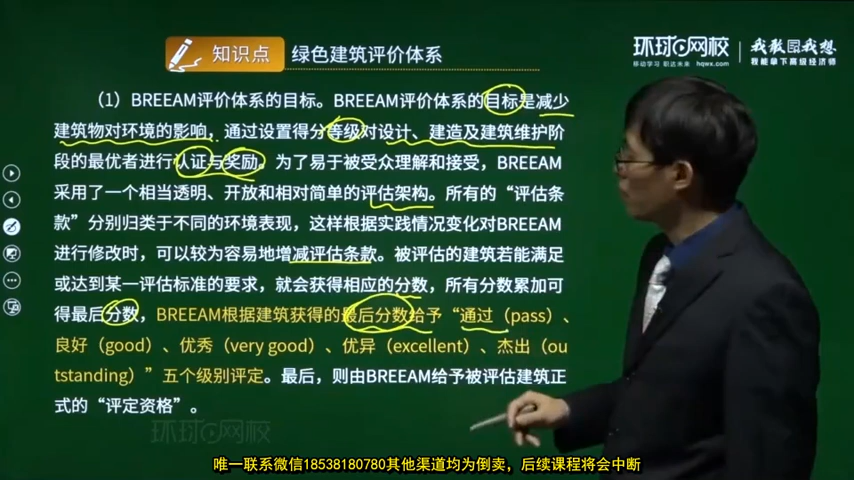 知识点 绿色建筑评价体系
环球网校 我敢 我想
移动学习 职达未来 hqwx.com 我能拿下高级经济师
（1）BREEAM评价体系的目标。BREEAM评价体系的目标是减少
建筑物对环境的影响，通过设置得分等级对设计、建造及建筑维护阶
段的最优者进行认证与奖励。为了易于被受众理解和接受，BREEAM
采用了一个相当透明、开放和相对简单的评估架构。所有的“评估条
款”分别归类于不同的环境表现，这样根据实践情况变化对BREEAM
进行修改时，可以较为容易地增减评估条款。被评估的建筑若能满足
或达到某一评估标准的要求，就会获得相应的分数，所有分数累加可
得最后分数，BREEAM根据建筑获得的最后分数给予“通过（pass）、
良好（good）、优秀（very good）、优异（excellent）、杰出（ou
tstanding）”五个级别评定。最后，则由BREEAM给予被评估建筑正
式的“评定资格”。
环球网校
唯一联系微信18538180780其他渠道均为倒卖，后续课程将会中断